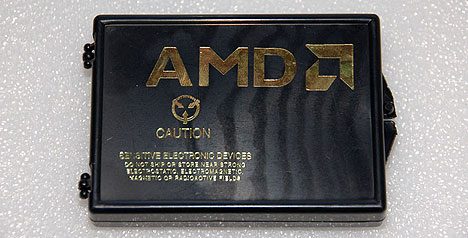 AMD
CAUTION
SENSITIVE ELECTRONIC DEVICES
DO NOT SHIP OR STORE NEAR STRONG
ELECTROSTATIC, ELECTROMAGNETIC,
MAGNETIC OR RADIOACTIVE FIELDS